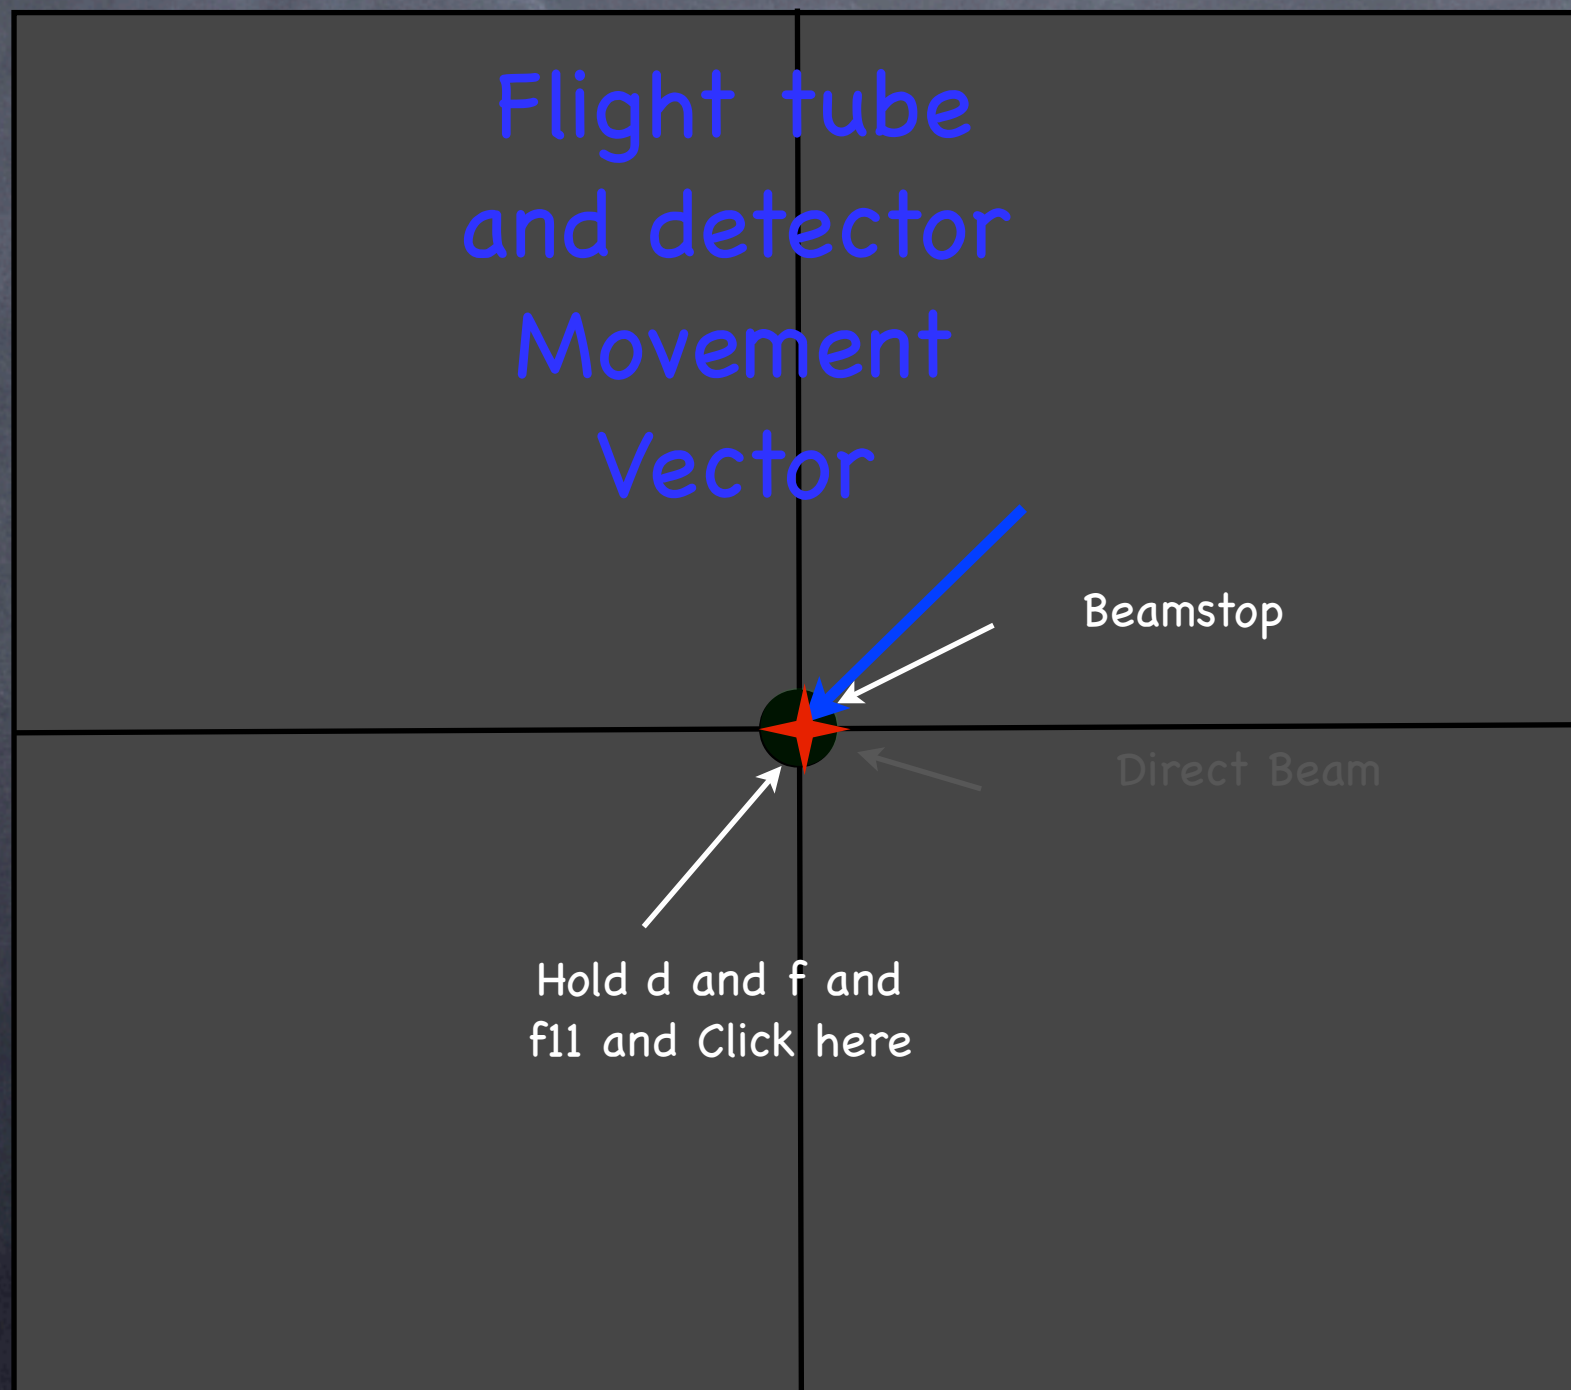 Flight tube
and detector
Movement
Vector
Beamstop
Direct Beam
Hold d and f and
f11 and Click here